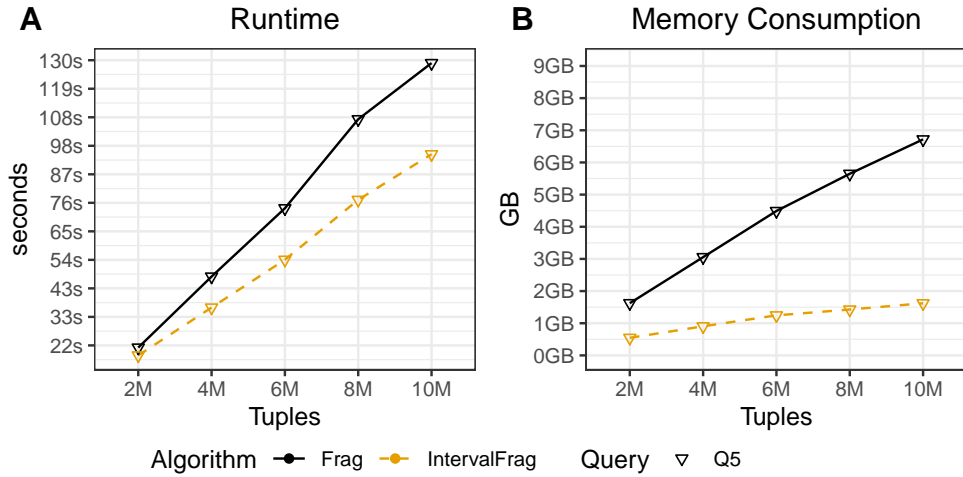 A
Runtime
130s
119s
108s
98s
87s
76s
65s
54s
43s
33s
22s
seconds
2M 4M 6M 8M 10M
Tuples
B
Memory Consumption
9GB
8GB
7GB
6GB
5GB
4GB
3GB
2GB
1GB
0GB
GB
2M 4M 6M 8M 10M
Tuples
Algorithm Frag IntervalFrag Query Q5